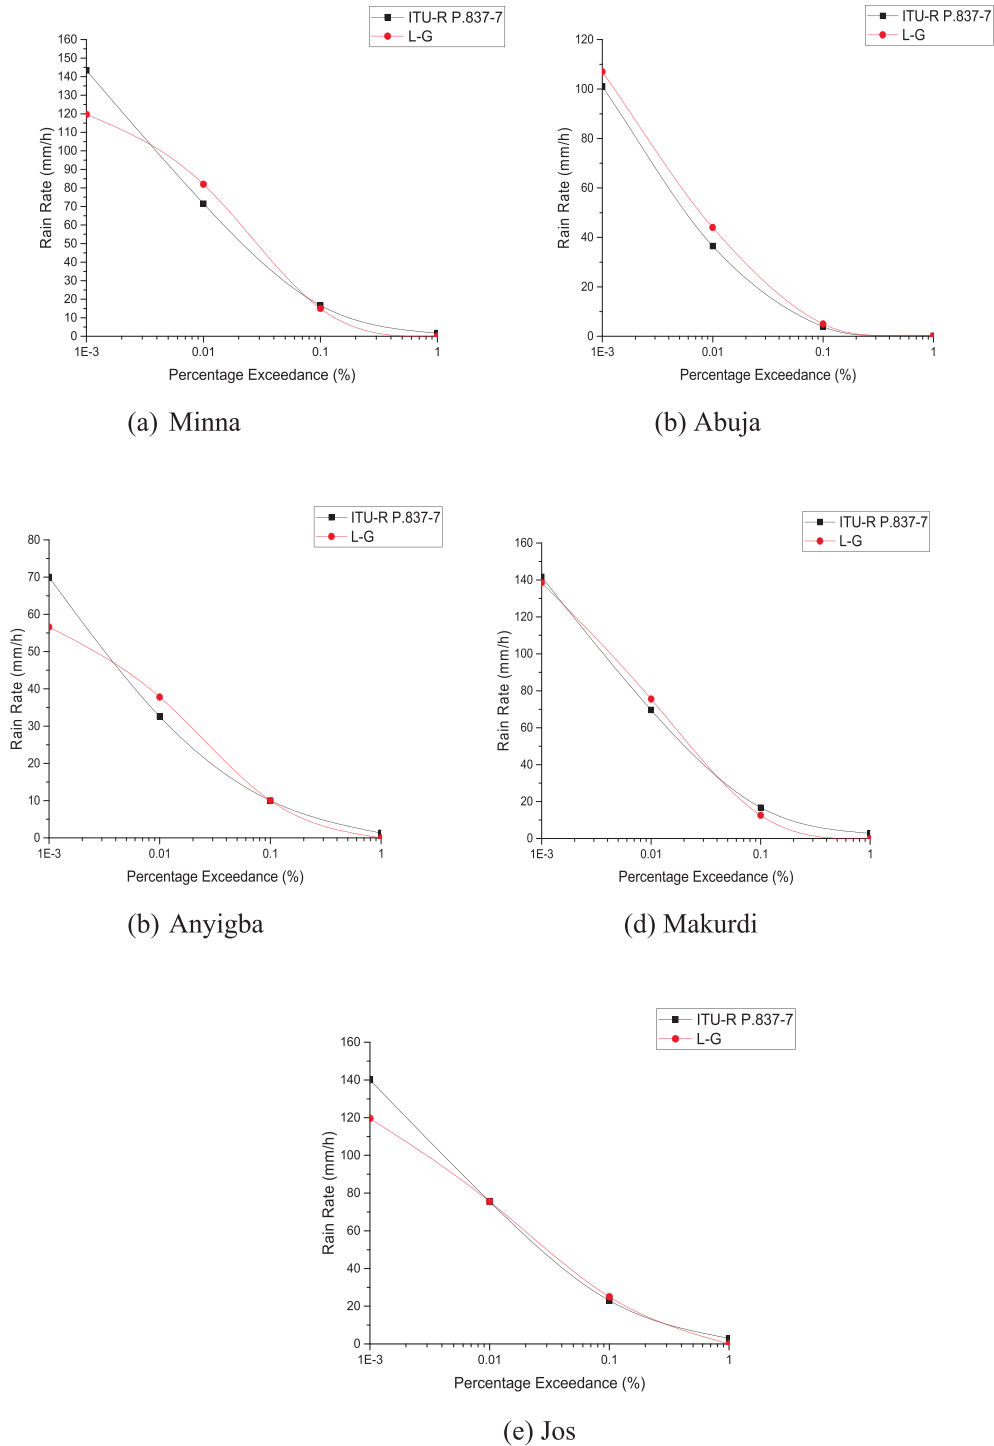 ITU-R P.837-7
L-G
160
150
140
130
120
110
100
90
80
70
60
50
40
30
20
10
0
Rain Rate (mm/h)
1E-3 0.01 0.1 1
Percentage Exceedance (%)
(a) Minna
ITU-R P.837-7
L-G
120
100
80
60
40
20
0
Rain Rate (mm/h)
1E-3 0.01 0.1 1
Percentage Exceedance (%)
(b) Abuja
ITU-R P.837-7
L-G
80
70
60
50
40
30
20
10
0
Rain Rate (mm/h)
1E-3 0.01 0.1 1
Percentage Exceedance (%)
(b) Anyigba
ITU-R P.837-7
L-G
160
140
120
100
80
60
40
20
0
Rain Rate (mm/h)
1E-3 0.01 0.1 1
Percentage Exceedance (%)
(d) Makurdi
ITU-R P.837-7
L-G
160
140
120
100
80
60
40
20
0
Rain Rate (mm/h)
1E-3 0.01 0.1 1
Percentage Exceedance (%)
(e) Jos